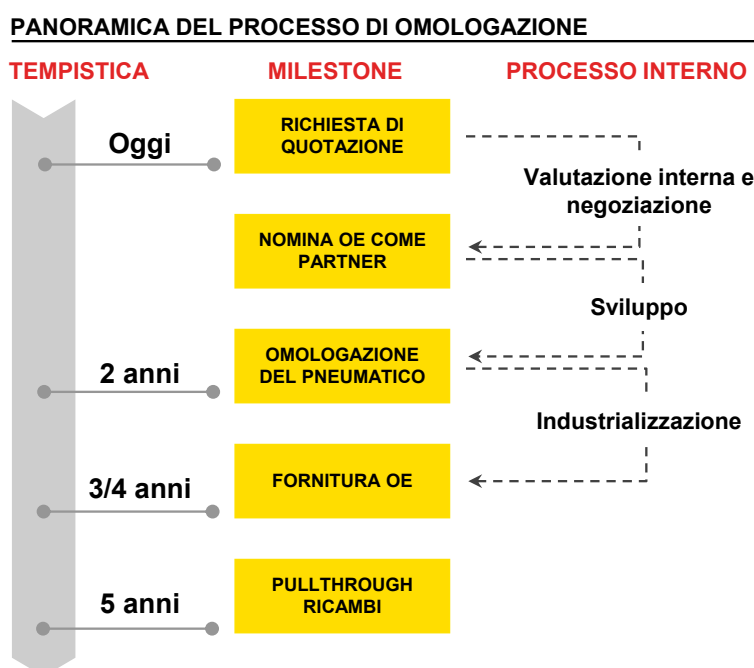 PANORAMICA DEL PROCESSO DI OMOLOGAZIONE
TEMPISTICA
MILESTONE
PROCESSO INTERNO
Oggi
RICHIESTA DI
QUOTAZIONE
Valutazione interna e
negoziazione
NOMINA OE COME
PARTNER
Sviluppo
2 anni
OMOLOGAZIONE
DEL PNEUMATICO
Industrializzazione
3/4 anni
FORNITURA OE
5 anni
PULLTHROUGH
RICAMBI